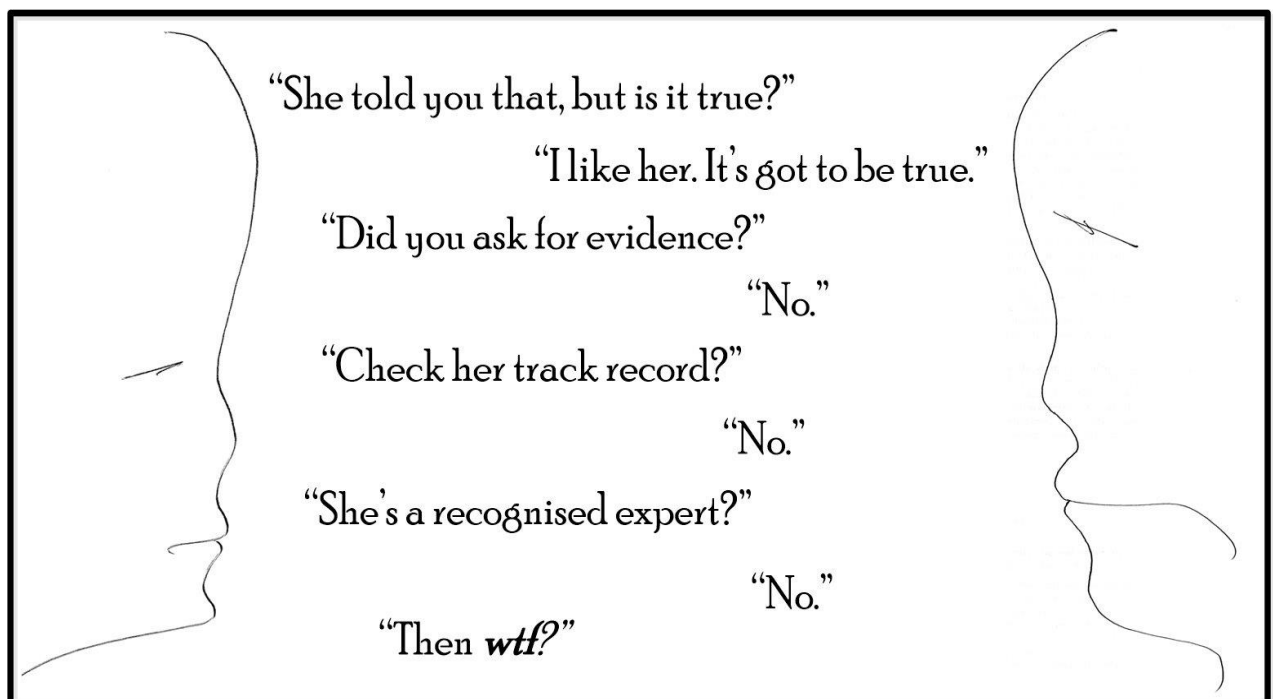 “She told you that, but is it true?”
“I like her. It’s got to be true.”
“Did you ask for evidence?”
“No.”
“Check her track record?”
“No.”
“She’s a recognised expert?”
“No.”
“Then wtf?”